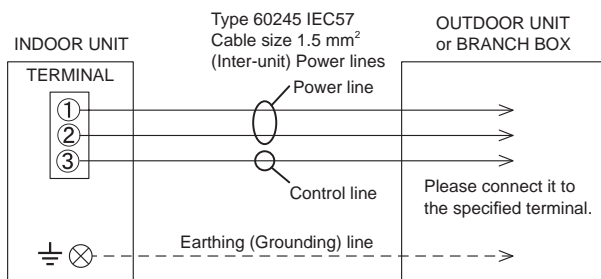 INDOOR UNIT
TERMINAL
1
2
3
Type 60245 IEC57
Cable size 1.5 mm²
(Inter-unit) Power lines
Power line
Control line
Earthing (Grounding) line
OUTDOOR UNIT
or BRANCH BOX
Please connect it to
the specified terminal.